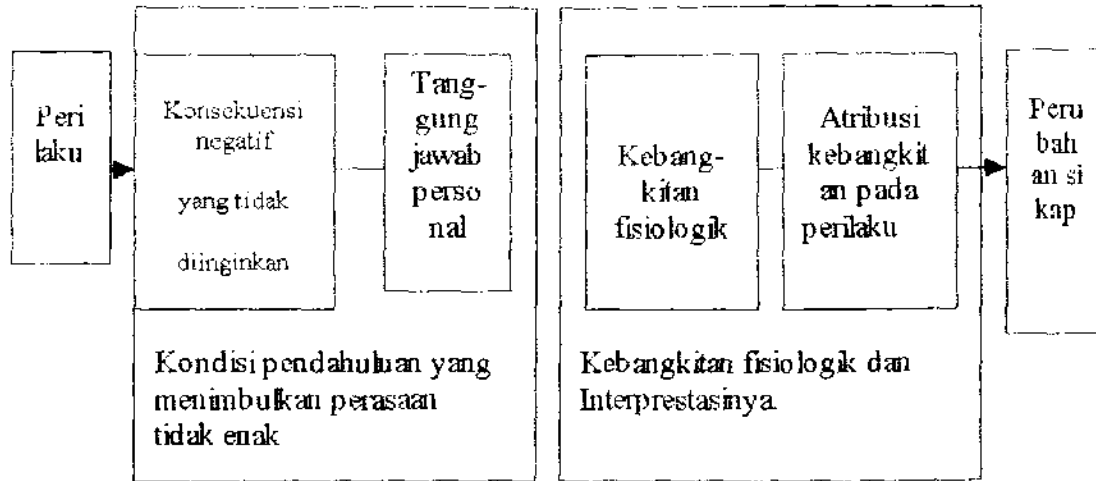 Peri
laku
Konsekuensi
negatif
yang tidak
diinginkan
Tang-
gung
jawab
perso
nal
Kondisi pendahuluan yang
menimbulkan perasaan
tidak enak
Kebang-
kitan
fisiologik
Atribusi
kebangkit
an pada
perilaku
Kebangkitan fisiologik dan
Interprestasinya.
Peru
bah
an si
kap